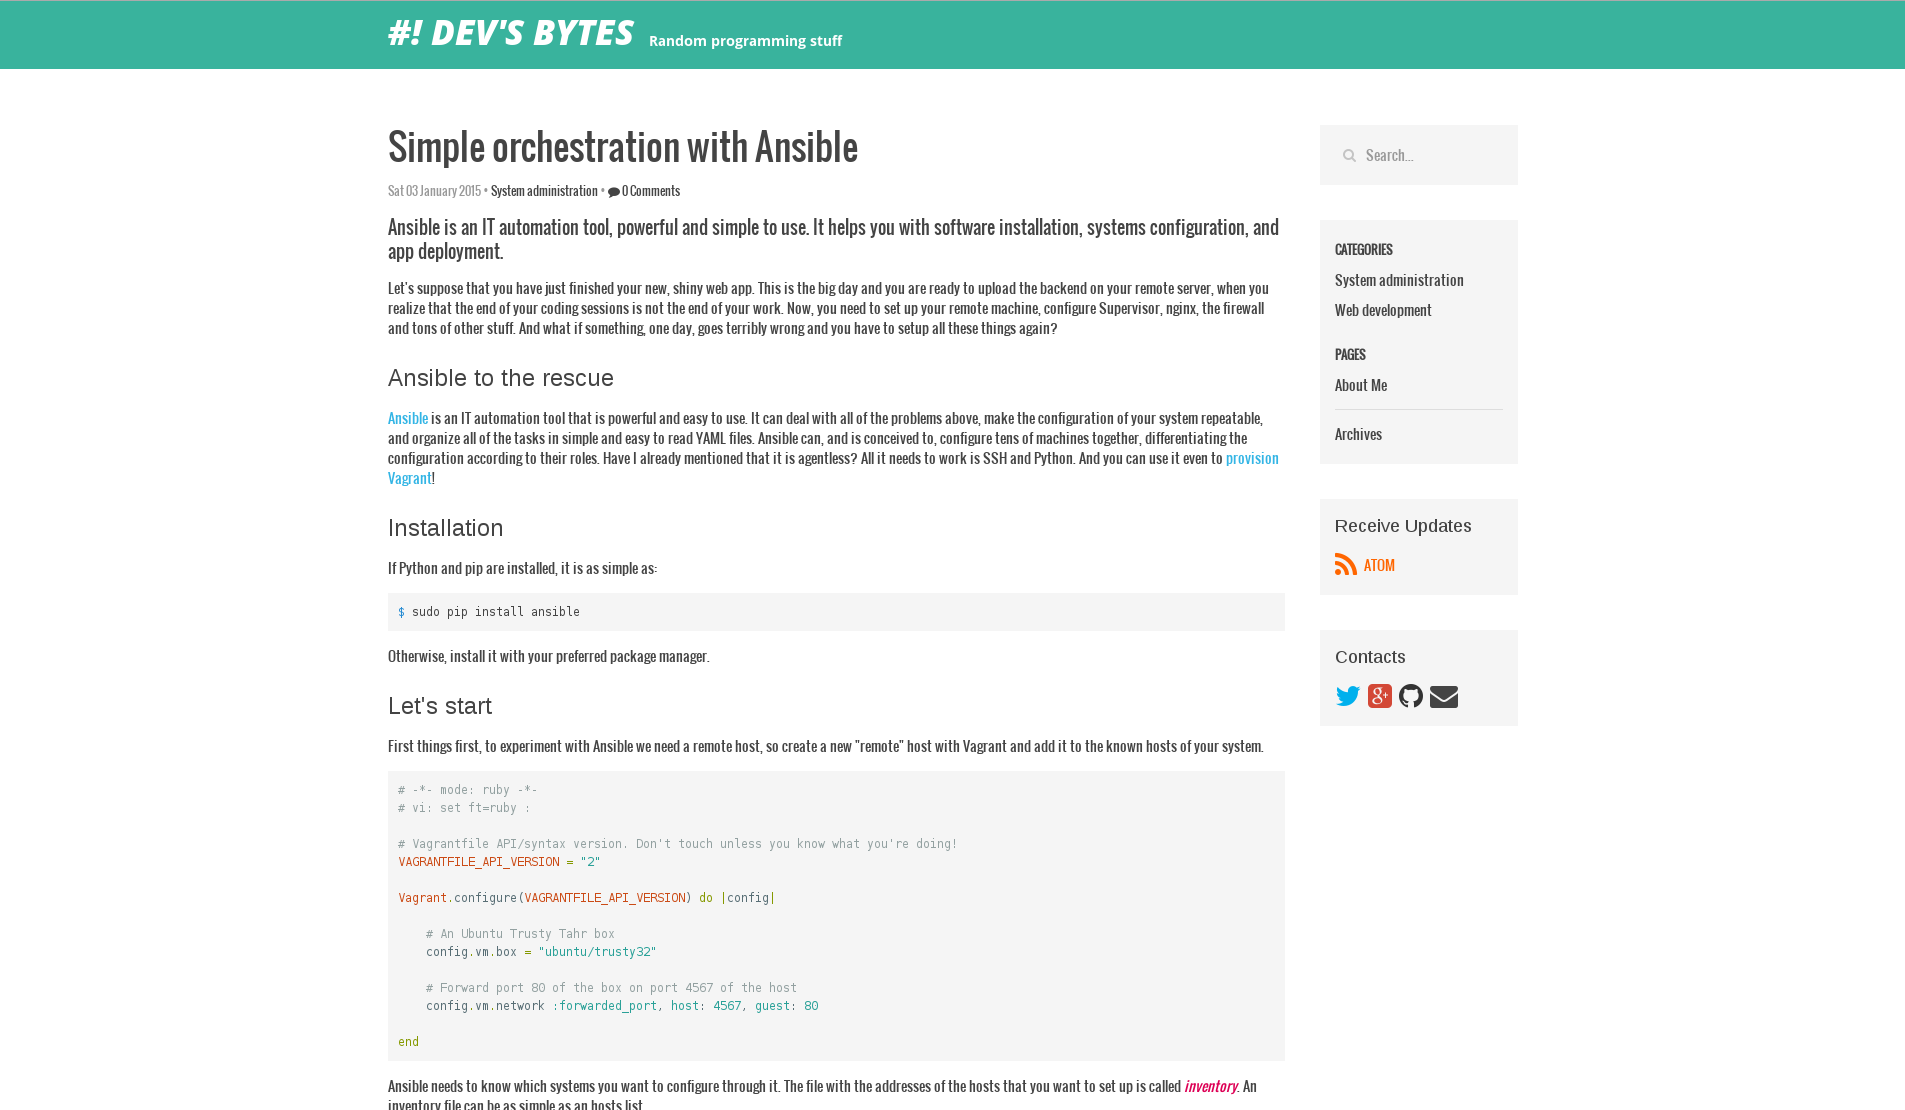 #! DEV'S BYTES Random programming stuff
Simple orchestration with Ansible
Sat 03 January 2015 • System administration • 0 Comments
Ansible is an IT automation tool, powerful and simple to use. It helps you with software installation, systems configuration, and
app deployment.
Let's suppose that you have just finished your new, shiny web app. This is the big day and you are ready to upload the backend on your remote server, when you
realize that the end of your coding sessions is not the end of your work. Now, you need to set up your remote machine, configure Supervisor, nginx, the firewall
and tons of other stuff. And what if something, one day, goes terribly wrong and you have to setup all these things again?
Ansible to the rescue
Ansible is an IT automation tool that is powerful and easy to use. It can deal with all of the problems above, make the configuration of your system repeatable,
and organize all of the tasks in simple and easy to read YAML files. Ansible can, and is conceived to, configure tens of machines together, differentiating the
configuration according to their roles. Have I already mentioned that it is agentless? All it needs to work is SSH and Python. And you can use it even to provision
Vagrant!
Installation
If Python and pip are installed, it is as simple as:
$ sudo pip install ansible
Otherwise, install it with your preferred package manager.
Let's start
First things first, to experiment with Ansible we need a remote host, so create a new "remote" host with Vagrant and add it to the known hosts of your system.
# -*- mode: ruby -*-
# vi: set ft=ruby :
# Vagrantfile API/syntax version. Don't touch unless you know what you're doing!
VAGRANTFILE_API_VERSION = "2"
Vagrant.configure(VAGRANTFILE_API_VERSION) do |config|
# An Ubuntu Trusty Tahr box
config.vm.box = "ubuntu/trusty32"
# Forward port 80 of the box on port 4567 of the host
config.vm.network :forwarded_port, host: 4567, guest: 80
end
Ansible needs to know which systems you want to configure through it. The file with the addresses of the hosts that you want to set up is called inventory. An
inventory file can be as simple as an hosts list
Search...
CATEGORIES
System administration
Web development
PAGES
About Me
Archives
Receive Updates
ATOM
Contacts